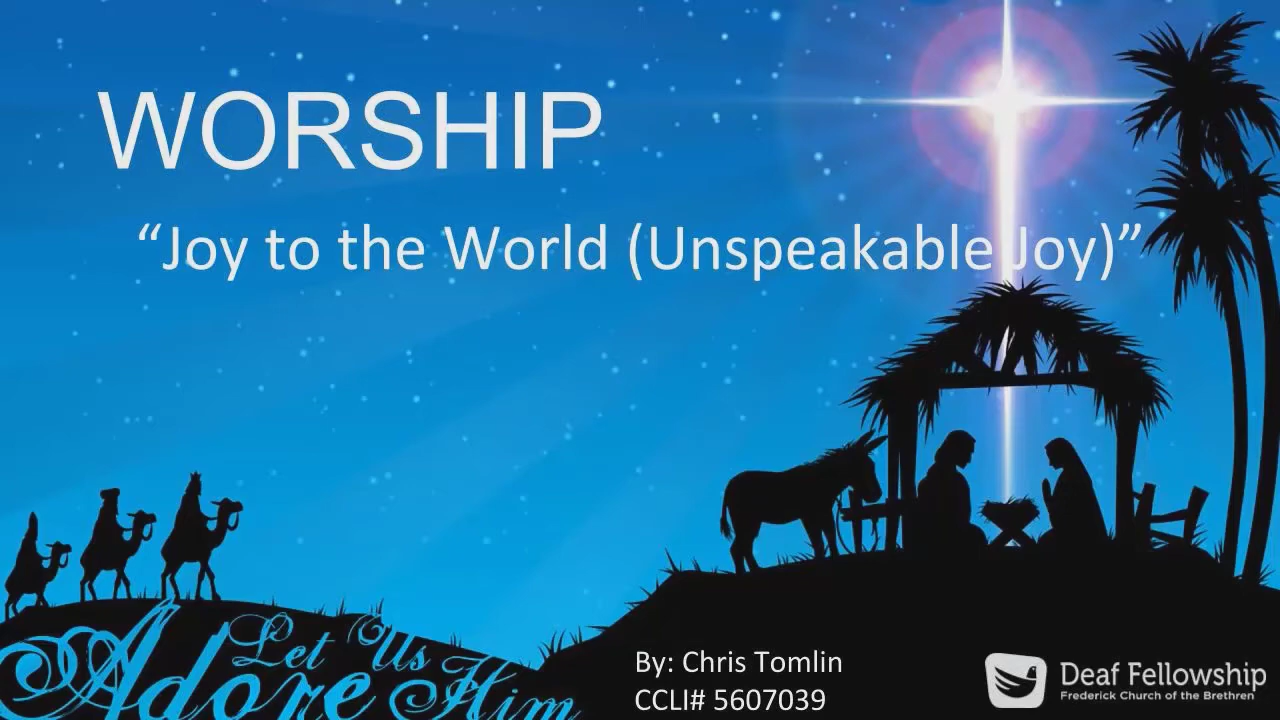 WORSHIP
“Joy to the World (Unspeakable Joy)”
Let Us
Adore Him
By: Chris Tomlin
CCLI# 5607039
Deaf Fellowship
Frederick Church of the Brethren